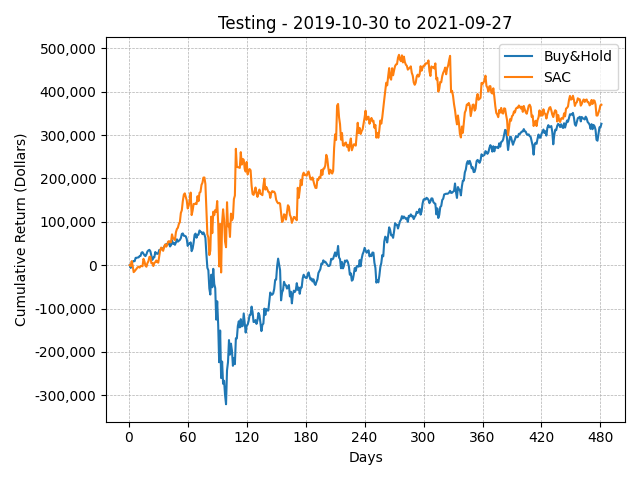 Testing - 2019-10-30 to 2021-09-27
Cumulative Return (Dollars)
500,000
400,000
300,000
200,000
100,000
0
-100,000
-200,000
-300,000
Buy&Hold
SAC
0 60 120 180 240 300 360 420 480
Days